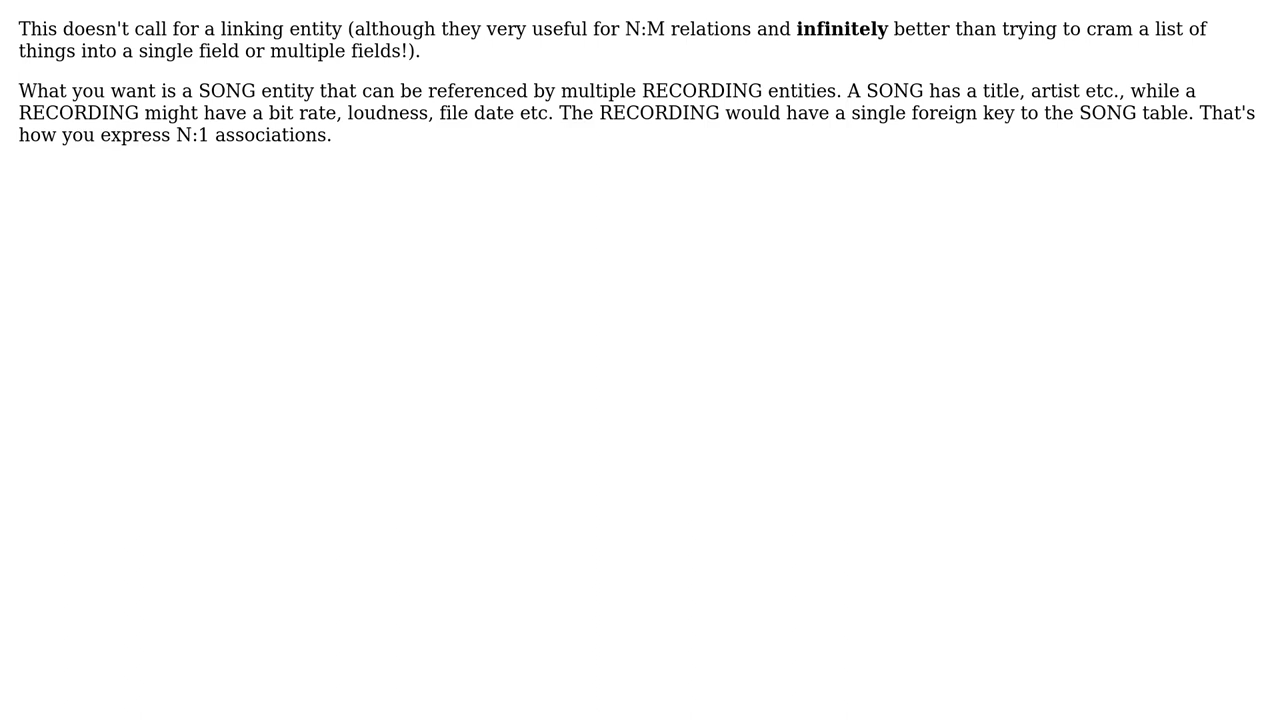 This doesn't call for a linking entity (although they very useful for N:M relations and infinitely better than trying to cram a list of
things into a single field or multiple fields!).
What you want is a SONG entity that can be referenced by multiple RECORDING entities. A SONG has a title, artist etc., while a
RECORDING might have a bit rate, loudness, file date etc. The RECORDING would have a single foreign key to the SONG table. That's
how you express N:1 associations.